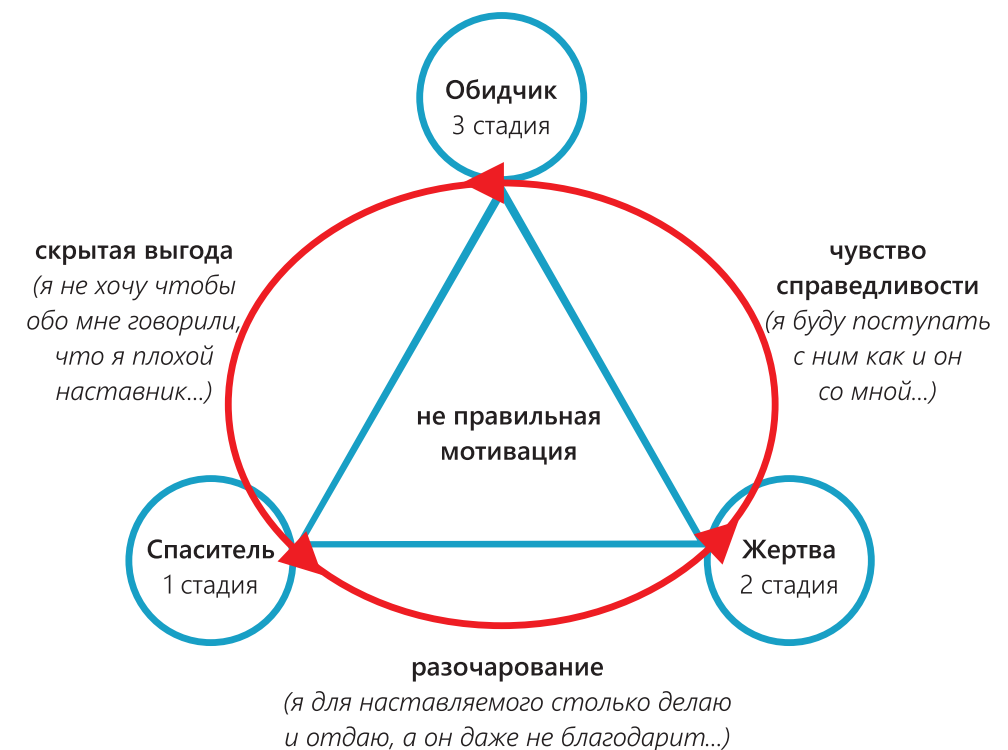 Обидчик
3 стадия
скрытая выгода
(я не хочу чтобы
обо мне говорили,
что я плохой
наставник...)
чувство
справедливости
(я буду поступать
с ним как и он
со мной...)
не правильная
мотивация
Спаситель
1 стадия
Жертва
2 стадия
разочарование
(я для наставляемого столько делаю
и отдаю, а он даже не благодарит...)